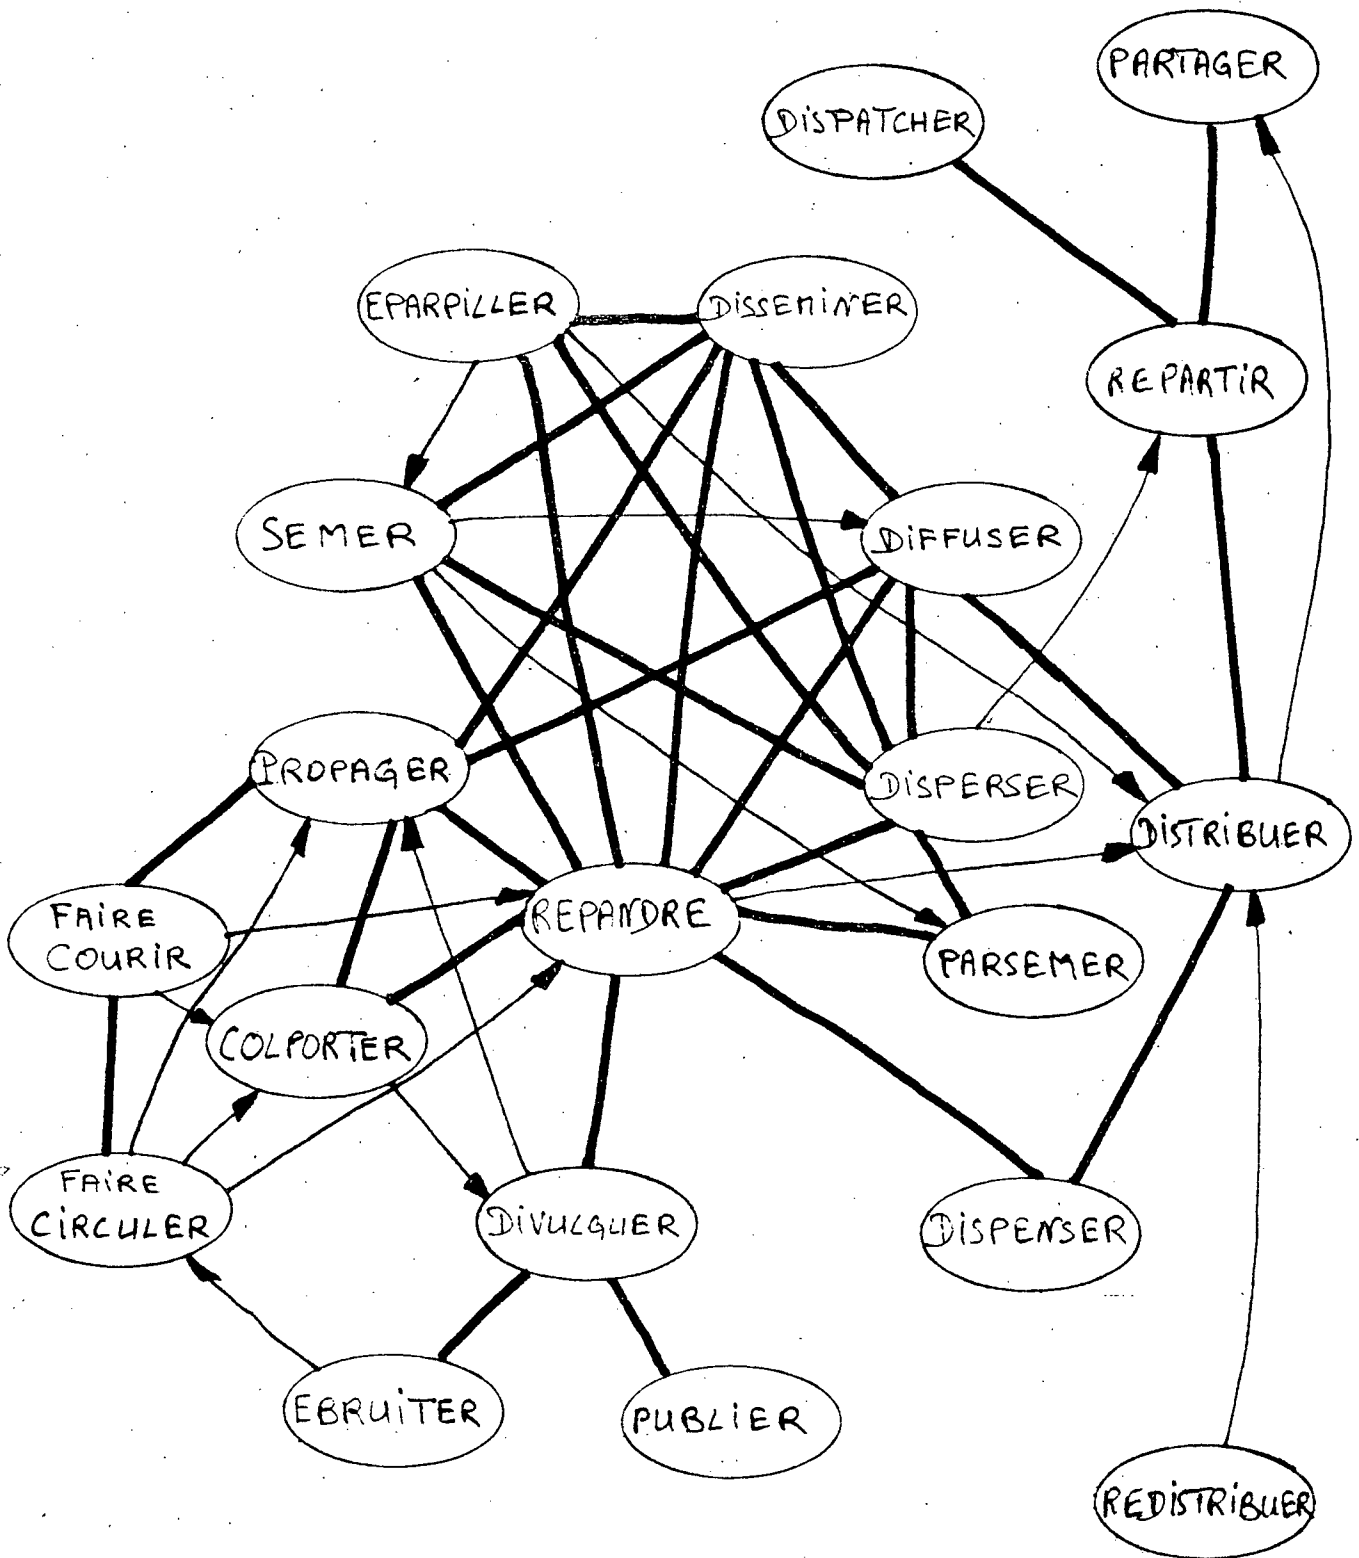 PARTAGER
DISPATCHER
EPARPILLER
DISSEMINER
REPARTIR
SEMER
DIFFUSER
PROPAGER
DISPERSER
DISTRIBUER
FAIRE
COURIR
REPANDRE
PARSEMER
COLPORTER
FAIRE
CIRCULER
DIVULGUER
DISPENSER
EBRUITER
PUBLIER
REDISTRIBUER